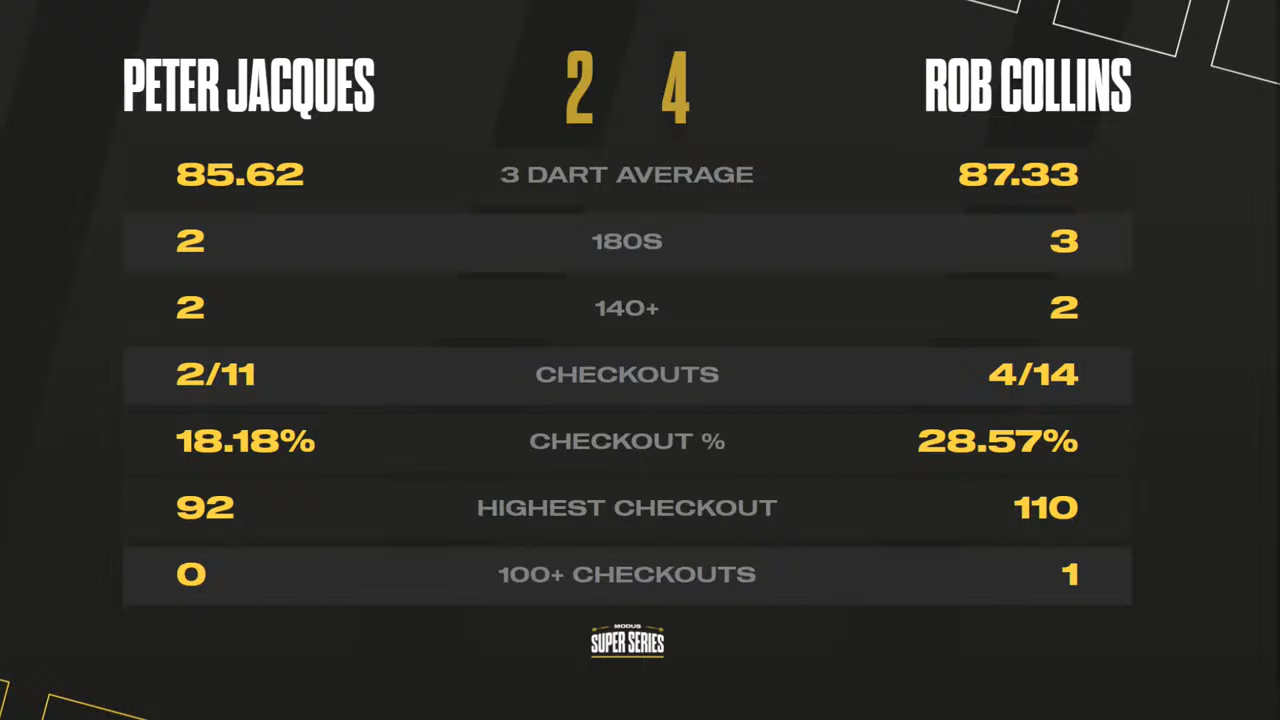 PETER JACQUES 2 4 ROB COLLINS
85.62 3 DART AVERAGE 87.33
2 180S 3
2 140+ 2
2/11 CHECKOUTS 4/14
18.18% CHECKOUT % 28.57%
92 HIGHEST CHECKOUT 110
0 100+ CHECKOUTS 1
MODUS
SUPER SERIES